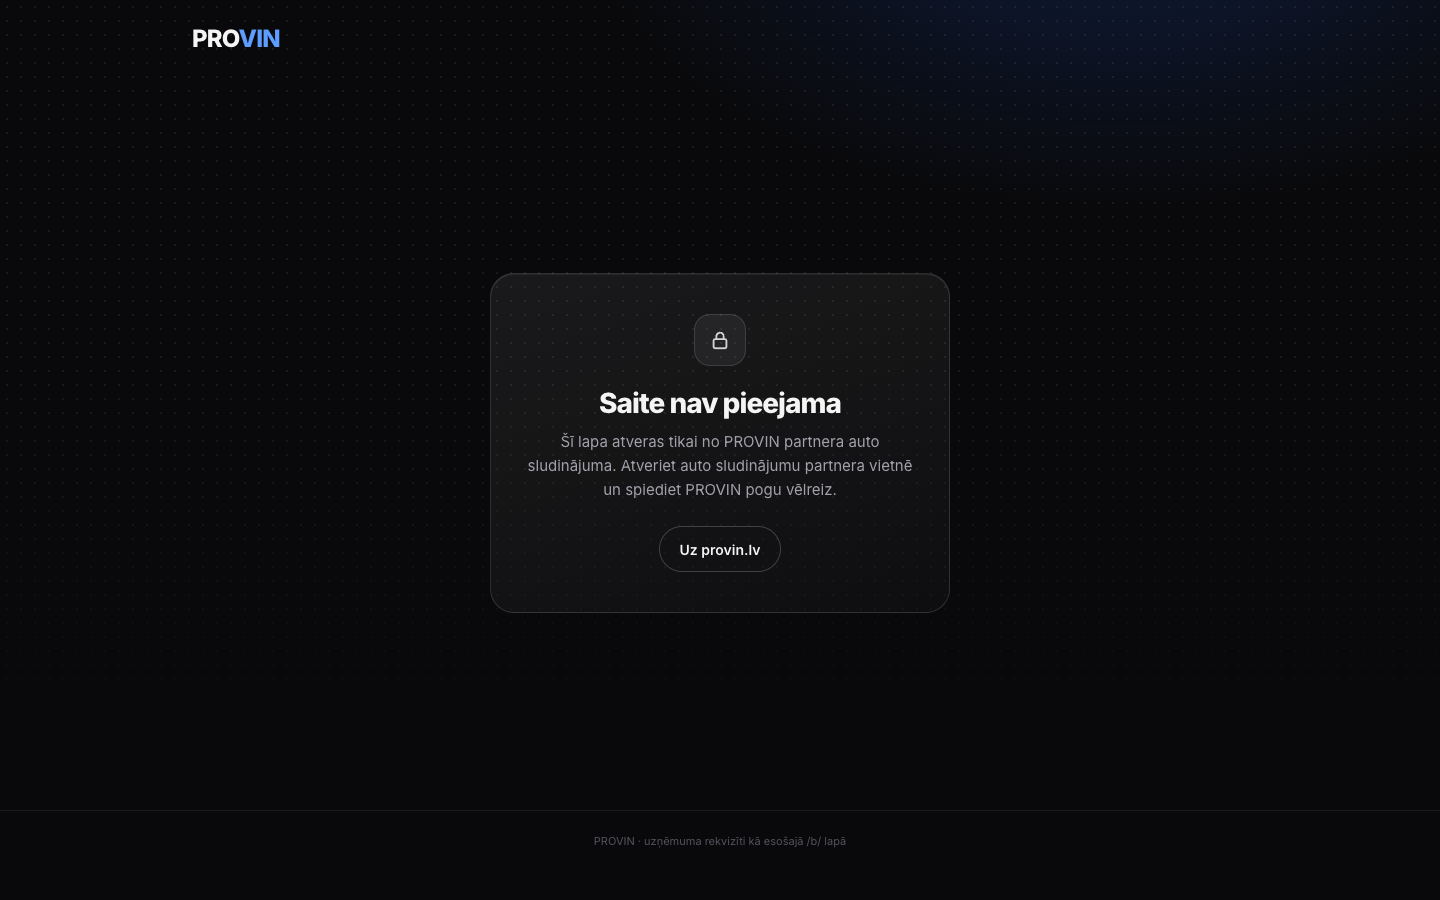 PROVIN
Saite nav pieejama
Šī lapa atveras tikai no PROVIN partnera auto
sludinājuma. Atveriet auto sludinājumu partnera vietnē
un spiediet PROVIN pogu vēlreiz.
Uz provin.lv
PROVIN · uzņēmuma rekvizīti kā esošajā /b/ lapā